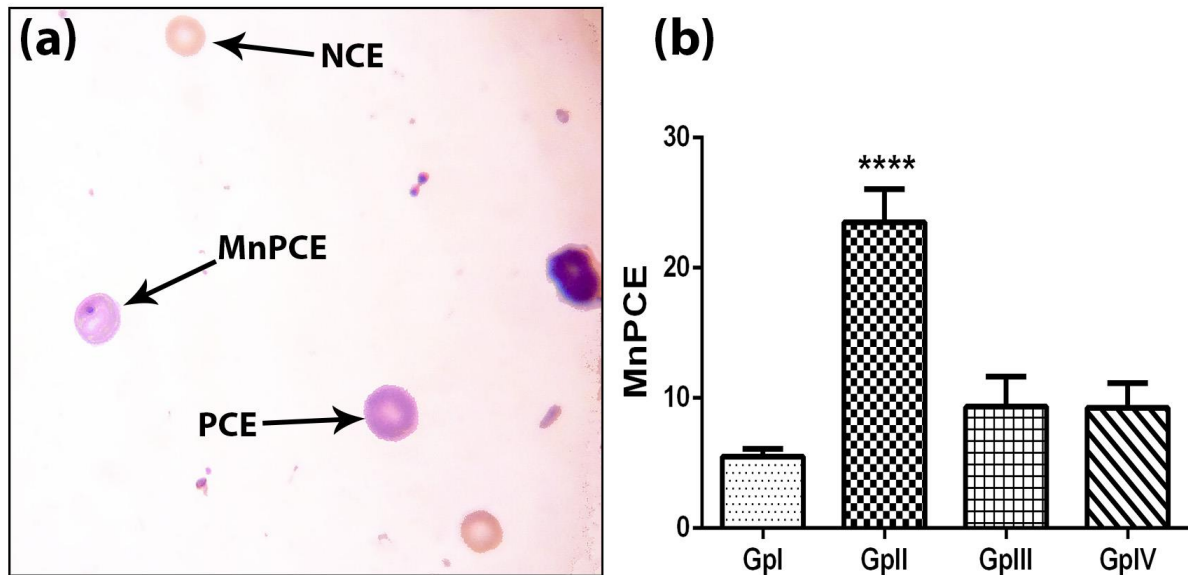 (a)
NCE
MnPCE
PCE
(b)
MnPCE
30
20
10
0
****
GpI
GpII
GpIII
GpIV